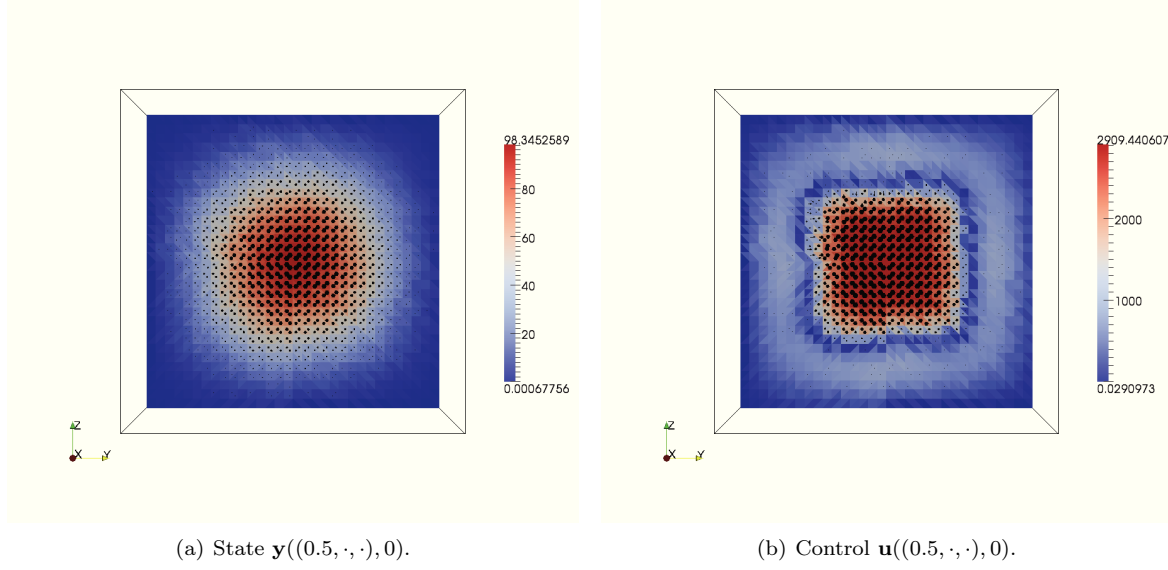 98.3452589
80
60
40
20
0.00067756
Z
X
Y
2909.440607
2000
1000
0.0290973
Z
X
Y
(a) State y((0.5, ·, ·), 0).
(b) Control u((0.5, ·, ·), 0).